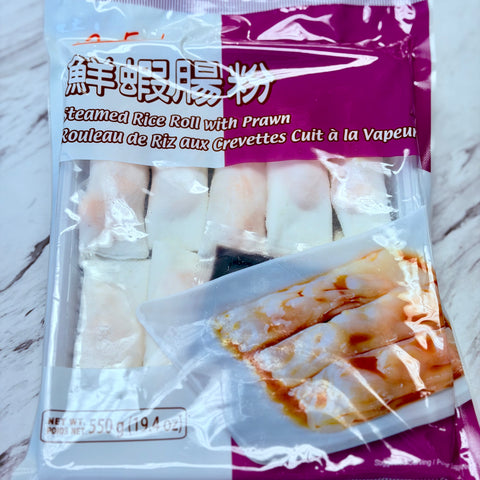 鮮蝦腸粉
Steamed Rice Roll with Prawn
Rouleau de Riz aux Crevettes Cuit à la Vapeur
NET WT:
POIDS NET 550 g (19.4 oz)